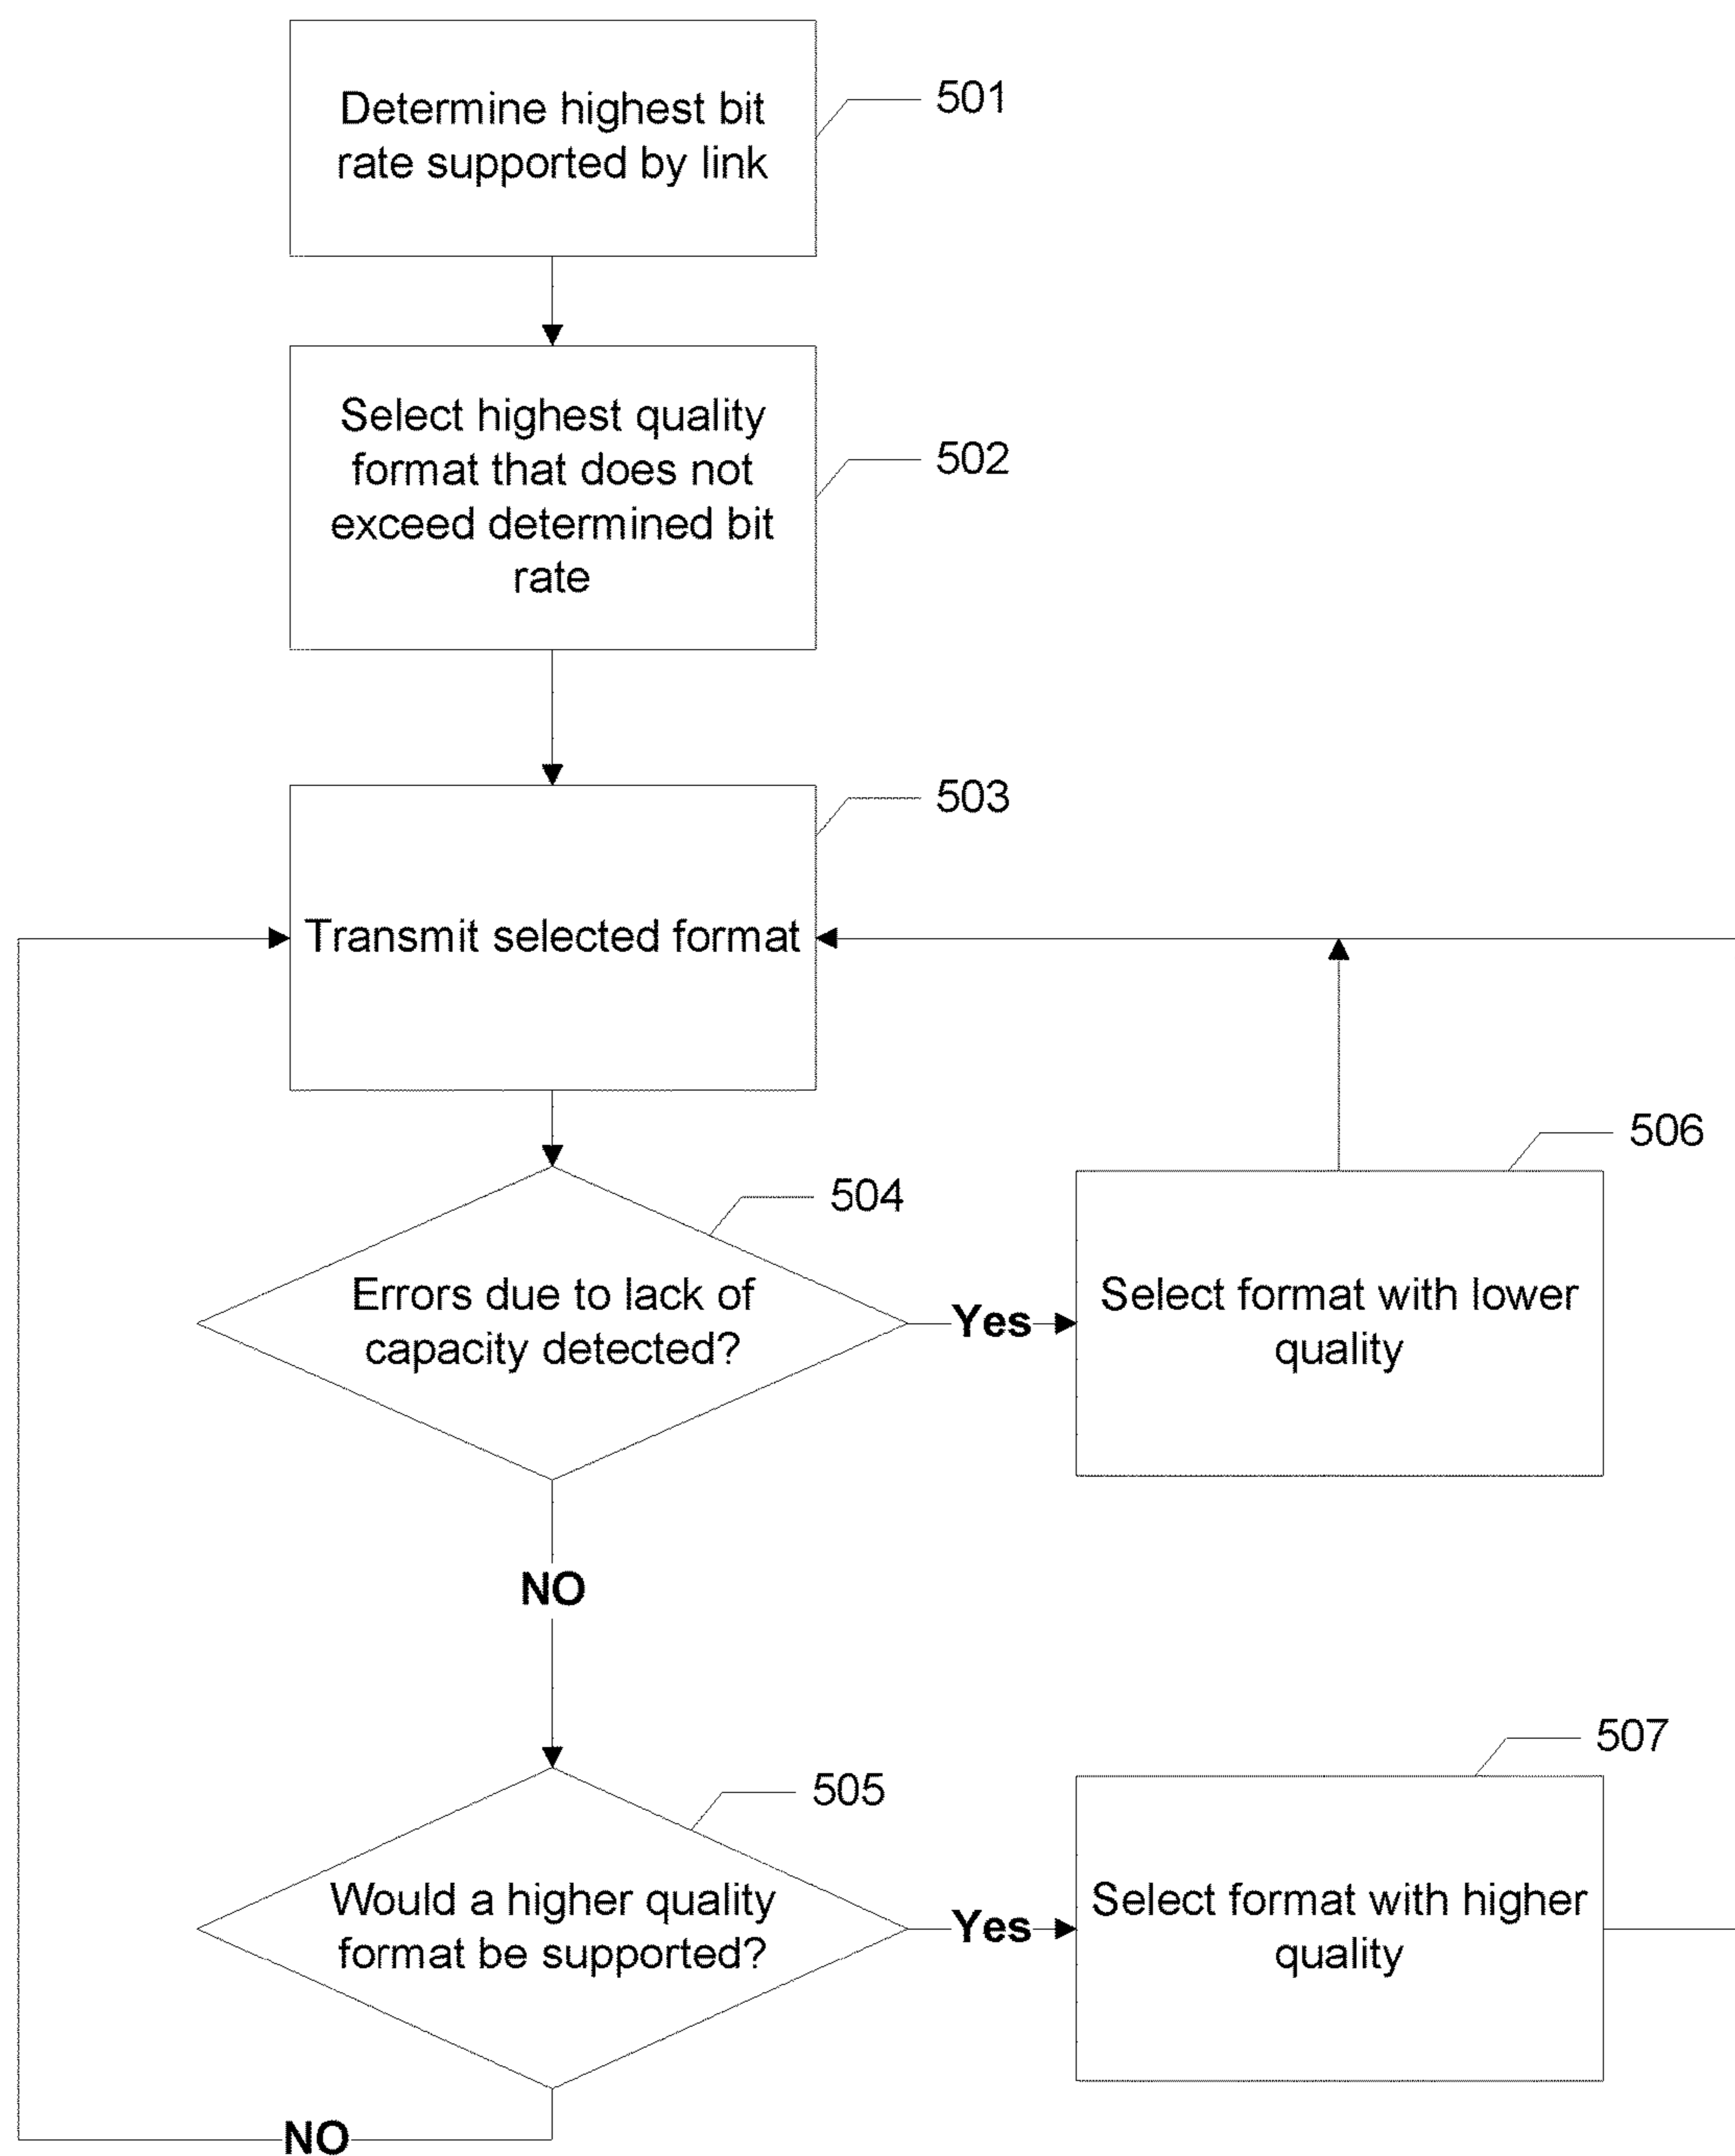 Determine highest bit
rate supported by link
501
Select highest quality
format that does not
exceed determined bit
rate
502
503
Transmit selected format
504
Errors due to lack of
capacity detected?
Yes
506
Select format with lower
quality
NO
505
Would a higher quality
format be supported?
Yes
507
Select format with higher
quality
NO